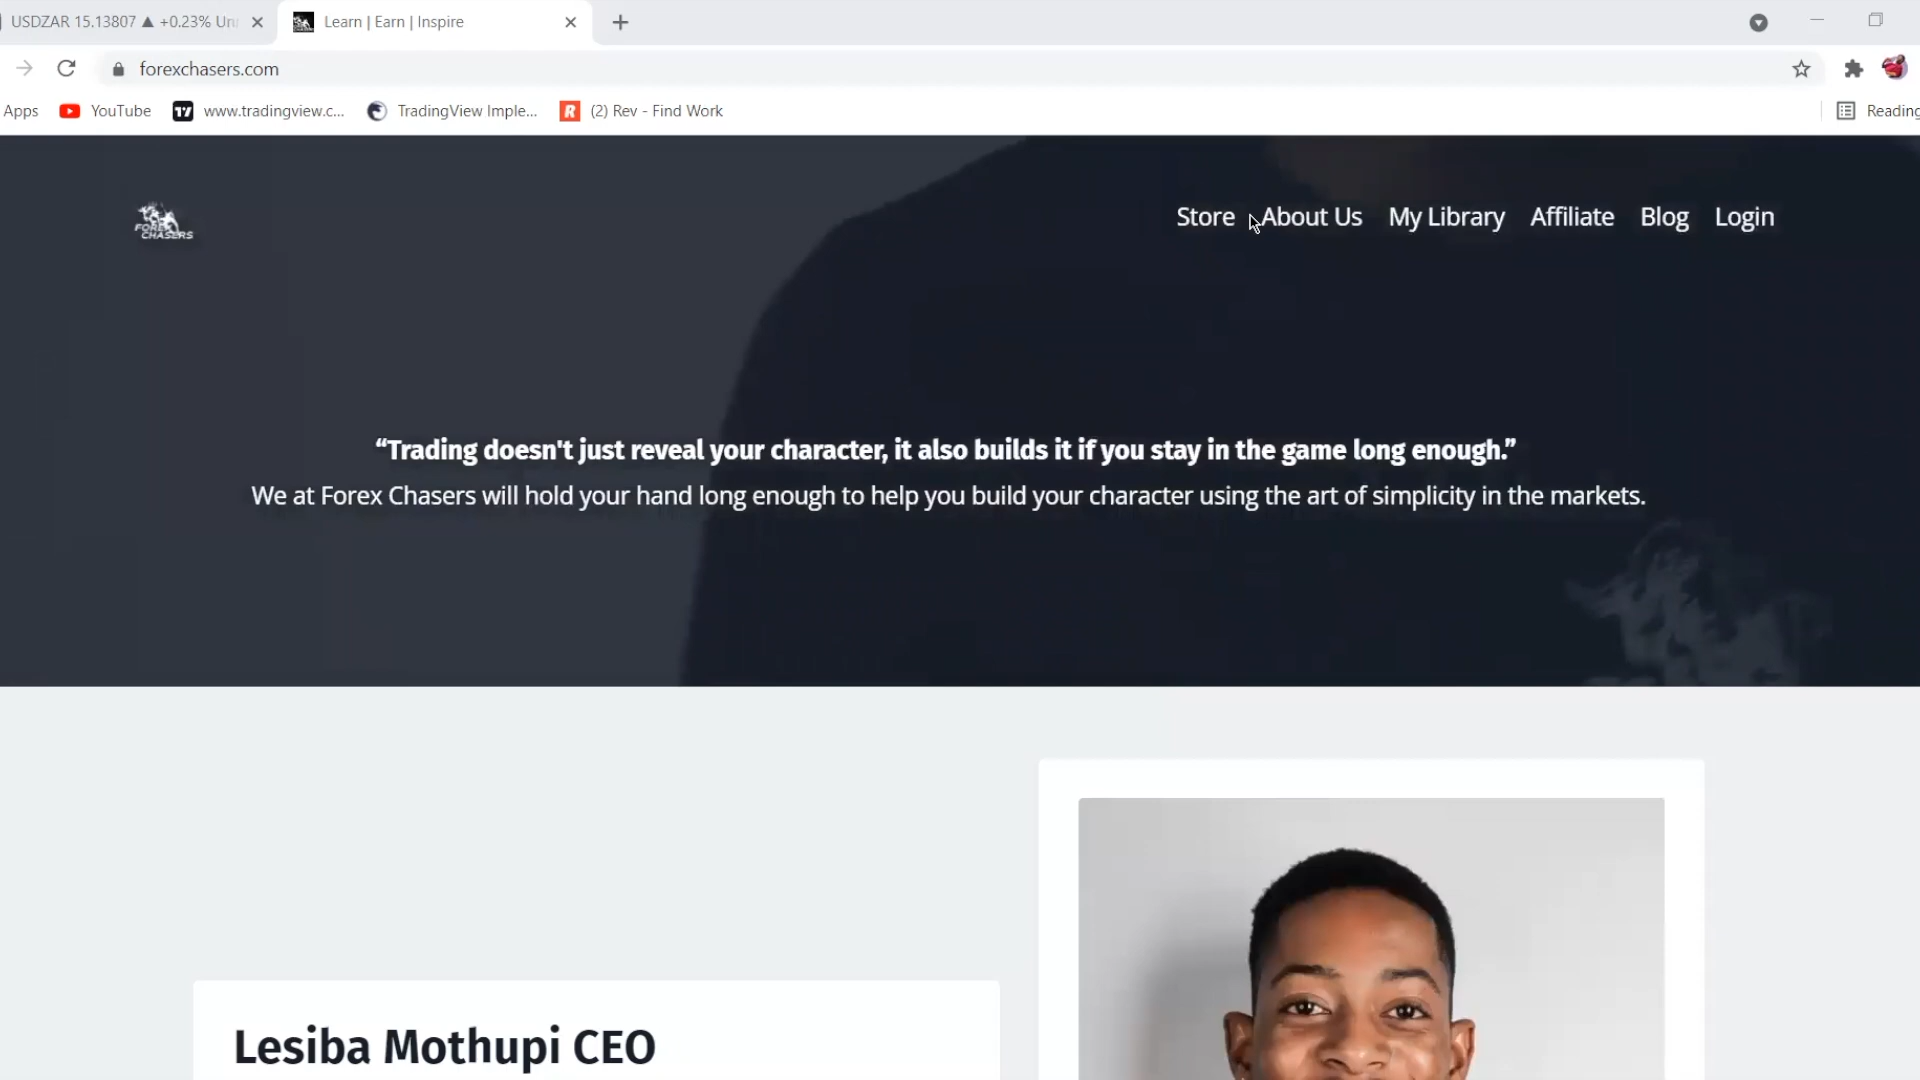 USDZAR 15.13807 ▲ +0.23% Un
Learn | Earn | Inspire
forexchasers.com
Apps
YouTube
www.tradingview.c...
TradingView Imple...
(2) Rev - Find Work
Reading
FOREX
CHASERS
Store
About Us
My Library
Affiliate
Blog
Login
“Trading doesn't just reveal your character, it also builds it if you stay in the game long enough.”
We at Forex Chasers will hold your hand long enough to help you build your character using the art of simplicity in the markets.
Lesiba Mothupi CEO